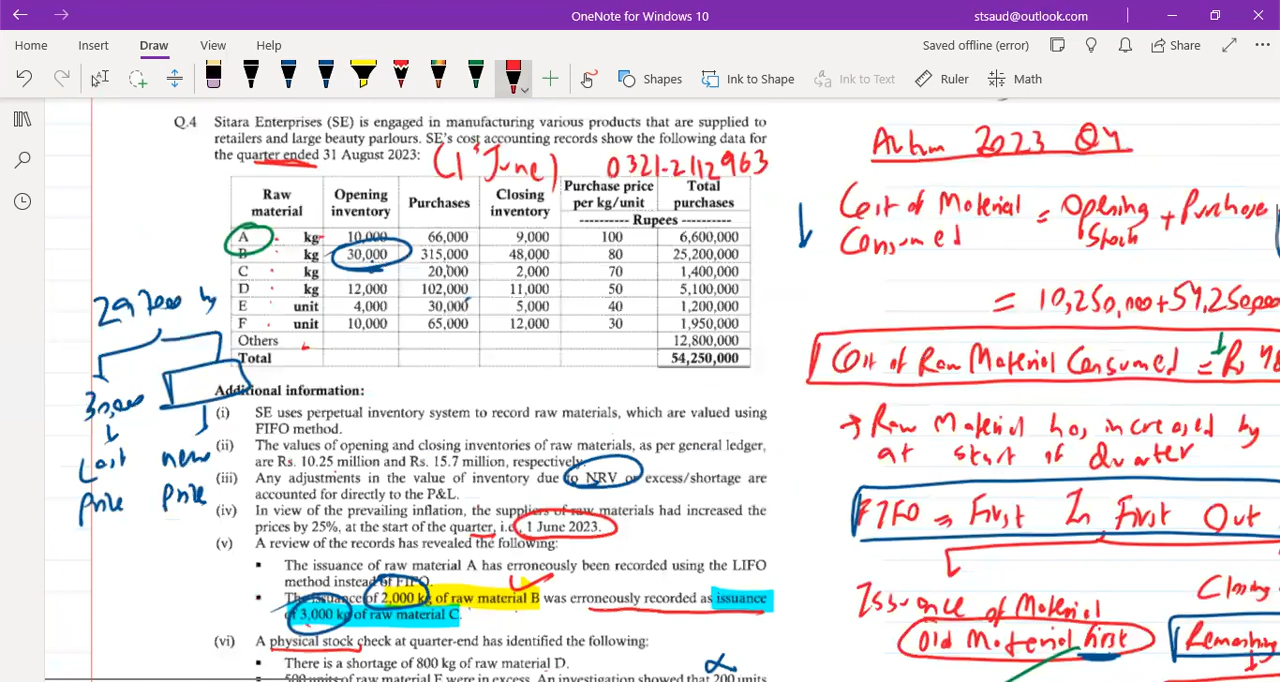 OneNote for Windows 10
stsaud@outlook.com
Home Insert Draw View Help
Saved offline (error)
Share
Shapes
Ink to Shape
Ink to Text
Ruler
Math
Q.4 Sitara Enterprises (SE) is engaged in manufacturing various products that are supplied to
retailers and large beauty parlours. SE's cost accounting records show the following data for
the quarter ended 31 August 2023:
(1st June) 0321-2112963
Raw material Opening inventory Purchases Closing inventory Purchase price per kg/unit Total purchases
---------- Rupees ----------
A kg 10,000 66,000 9,000 100 6,600,000
B kg 30,000 315,000 48,000 80 25,200,000
C kg 20,000 2,000 70 1,400,000
D kg 12,000 102,000 11,000 50 5,100,000
E unit 4,000 30,000 5,000 40 1,200,000
F unit 10,000 65,000 12,000 30 1,950,000
Others 12,800,000
Total 54,250,000
Additional information:
(i) SE uses perpetual inventory system to record raw materials, which are valued using
FIFO method.
(ii) The values of opening and closing inventories of raw materials, as per general ledger,
are Rs. 10.25 million and Rs. 15.7 million, respectively.
(iii) Any adjustments in the value of inventory due to NRV or excess/shortage are
accounted for directly to the P&L.
(iv) In view of the prevailing inflation, the suppliers of raw materials had increased the
prices by 25%, at the start of the quarter, i.e. 1 June 2023.
(v) A review of the records has revealed the following:
▪ The issuance of raw material A has erroneously been recorded using the LIFO
method instead of FIFO.
▪ The issuance of 2,000 kg of raw material B was erroneously recorded as issuance
of 3,000 kg of raw material C.
(vi) A physical stock check at quarter-end has identified the following:
▪ There is a shortage of 800 kg of raw material D.
▪ 500 units of raw material E were in excess. An investigation showed that 200 units
297000 kg
30,000
Last
Price
new
Price
Autum 2023 Q4
Cost of Material Consumed = Opening Stock + Purchase
= 10,250,000 + 54,250,000
Cost of Raw Material Consumed = Rs
→ Raw Material has increased by
at start of Quarter
FIFO = First In First Out
Closing
Issuance of Material
Old Material first
Remaining